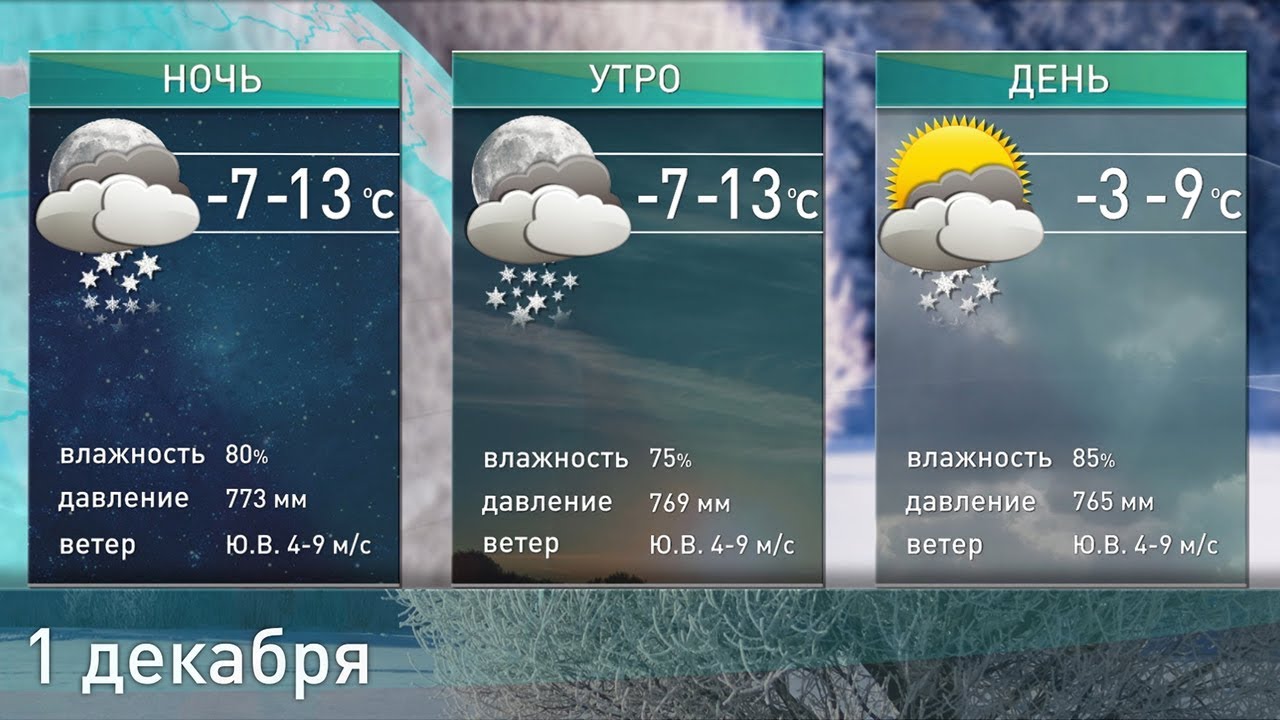 НОЧЬ
-7 -13 °C
влажность 80%
давление 773 мм
ветер Ю.В. 4-9 м/с
УТРО
-7 -13 °C
влажность 75%
давление 769 мм
ветер Ю.В. 4-9 м/с
ДЕНЬ
-3 -9 °C
влажность 85%
давление 765 мм
ветер Ю.В. 4-9 м/с
1 декабря